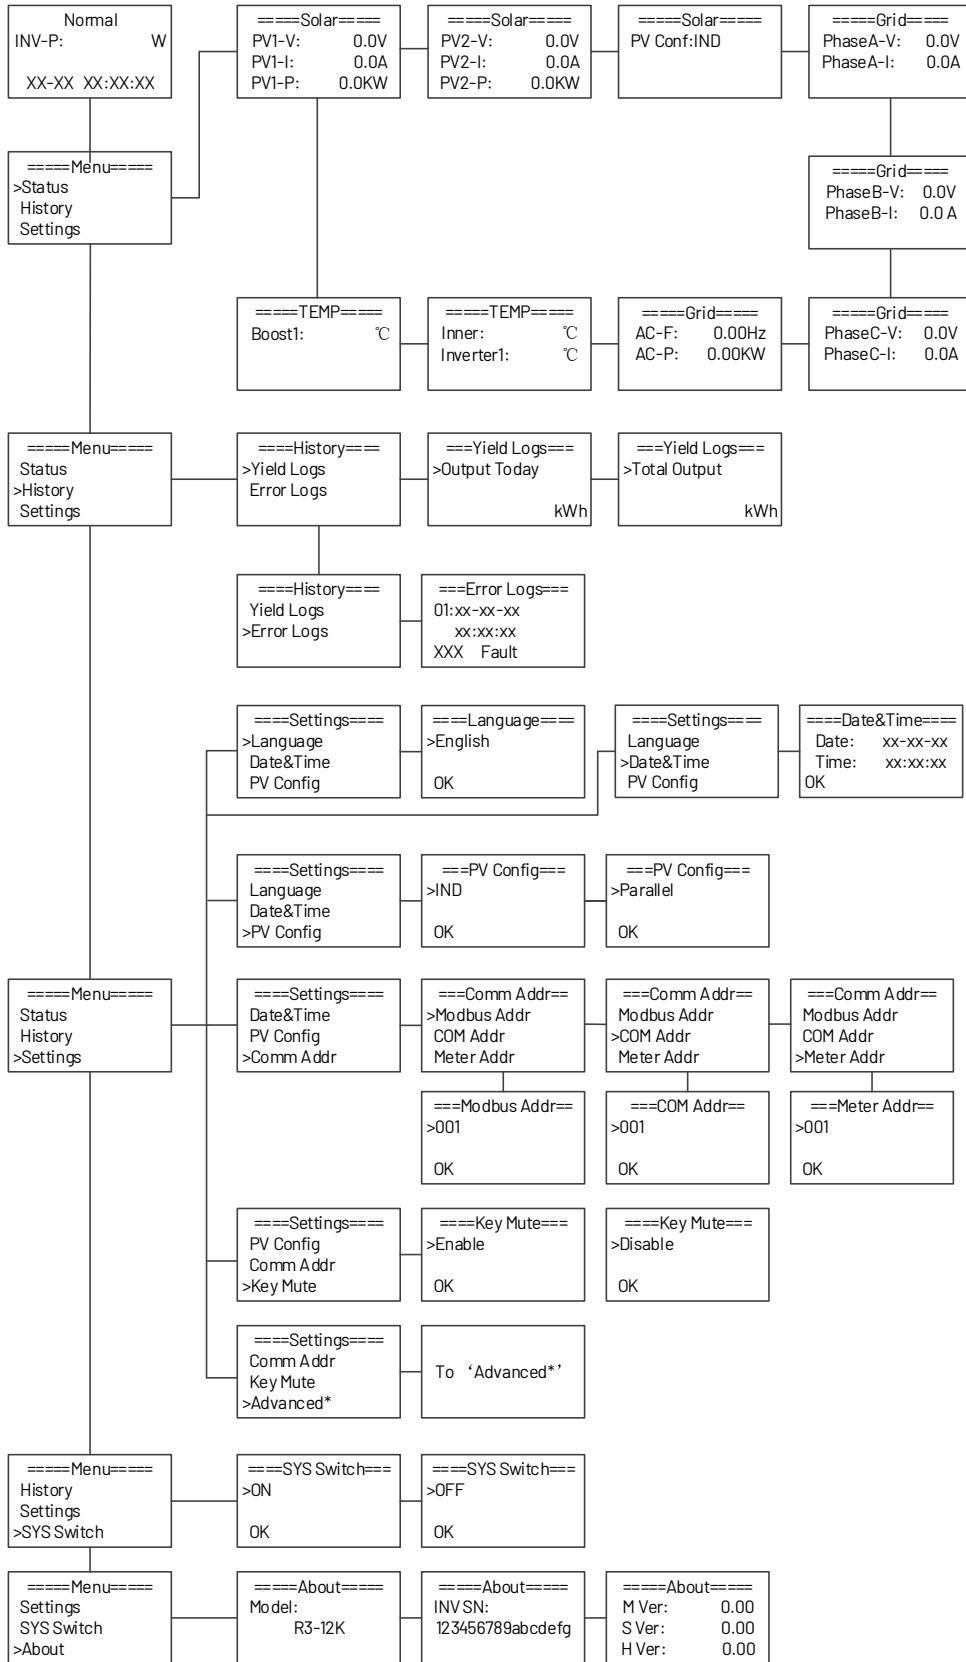 Normal
INV-P: W
XX-XX XX:XX:XX
=====Solar=====
PV1-V: 0.0V
PV1-I: 0.0A
PV1-P: 0.0KW
=====Solar=====
PV2-V: 0.0V
PV2-I: 0.0A
PV2-P: 0.0KW
=====Solar=====
PV Conf:IND
=====Grid=====
PhaseA-V: 0.0V
PhaseA-I: 0.0A
=====Menu=====
>Status
History
Settings
=====Grid=====
PhaseB-V: 0.0V
PhaseB-I: 0.0 A
=====TEMP=====
Boost1: ℃
=====TEMP=====
Inner: ℃
Inverter1: ℃
=====Grid=====
AC-F: 0.00Hz
AC-P: 0.00KW
=====Grid=====
PhaseC-V: 0.0V
PhaseC-I: 0.0A
=====Menu=====
Status
>History
Settings
====History====
>Yield Logs
Error Logs
===Yield Logs===
>Output Today
kWh
===Yield Logs===
>Total Output
kWh
====History====
Yield Logs
>Error Logs
===Error Logs===
01:xx-xx-xx
xx:xx:xx
XXX Fault
====Settings====
>Language
Date&Time
PV Config
====Language====
>English
OK
====Settings====
Language
>Date&Time
PV Config
====Date&Time====
Date: xx-xx-xx
Time: xx:xx:xx
OK
====Settings====
Language
Date&Time
>PV Config
===PV Config===
>IND
OK
===PV Config===
>Parallel
OK
=====Menu=====
Status
History
>Settings
====Settings====
Date&Time
PV Config
>Comm Addr
===Comm Addr==
>Modbus Addr
COM Addr
Meter Addr
===Comm Addr==
Modbus Addr
>COM Addr
Meter Addr
===Comm Addr==
Modbus Addr
COM Addr
>Meter Addr
===Modbus Addr==
>001
OK
===COM Addr==
>001
OK
===Meter Addr==
>001
OK
====Settings====
PV Config
Comm Addr
>Key Mute
====Key Mute===
>Enable
OK
====Key Mute===
>Disable
OK
====Settings====
Comm Addr
Key Mute
>Advanced*
To ‘Advanced*’
=====Menu=====
History
Settings
>SYS Switch
====SYS Switch===
>ON
OK
====SYS Switch===
>OFF
OK
=====Menu=====
Settings
SYS Switch
>About
=====About=====
Model:
R3-12K
=====About=====
INV SN:
123456789abcdefg
=====About=====
M Ver: 0.00
S Ver: 0.00
H Ver: 0.00